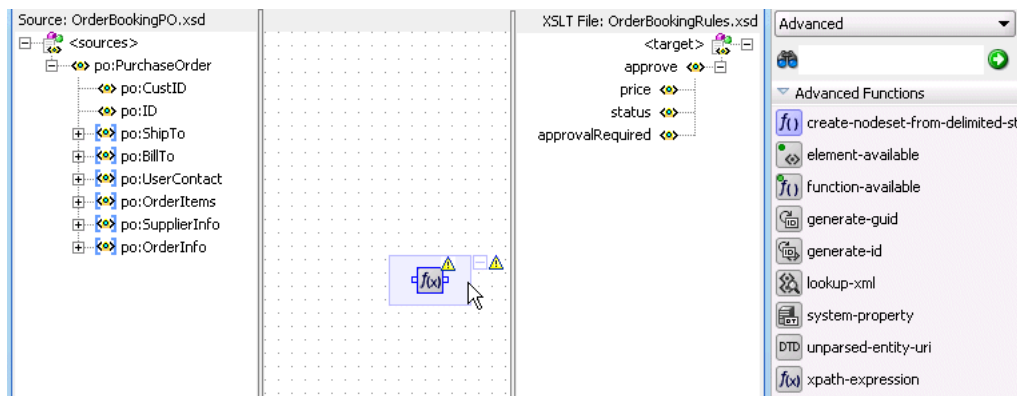 Source: OrderBookingPO.xsd
<sources>
po:PurchaseOrder
po:CustID
po:ID
po:ShipTo
po:BillTo
po:UserContact
po:OrderItems
po:SupplierInfo
po:OrderInfo
f(x)
XSLT File: OrderBookingRules.xsd
<target>
approve
price
status
approvalRequired
Advanced
Advanced Functions
f() create-nodeset-from-delimited-st
element-available
f() function-available
ID generate-guid
ID generate-id
lookup-xml
system-property
DTD unparsed-entity-uri
f(x) xpath-expression